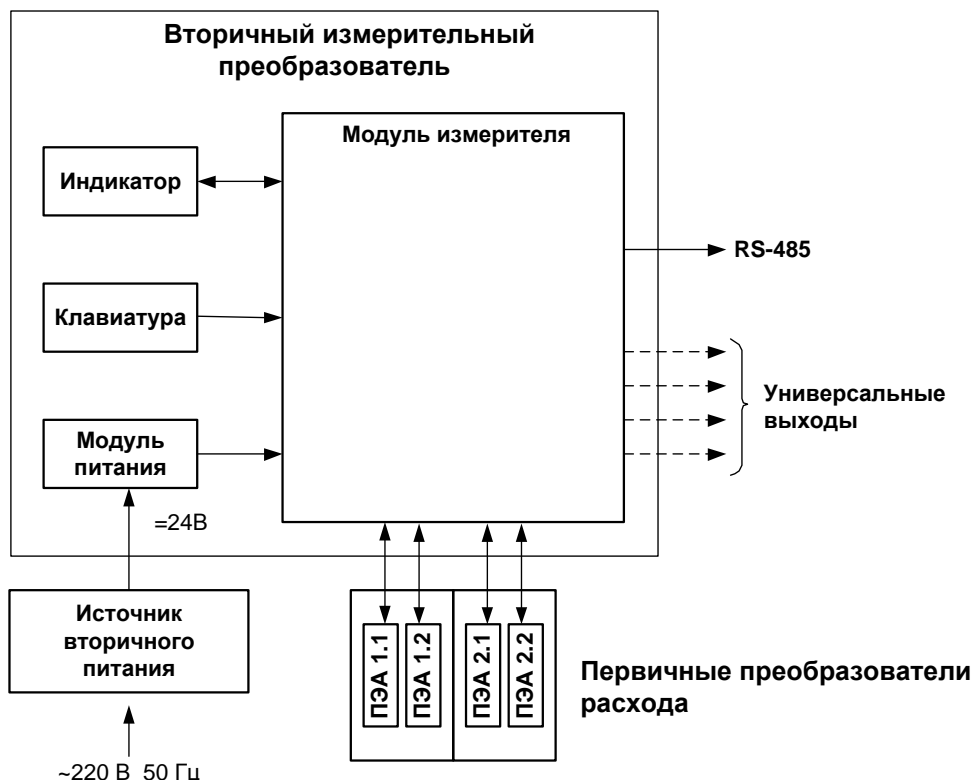 Вторичный измерительный
преобразователь
Модуль измерителя
Индикатор
RS-485
Клавиатура
Универсальные
выходы
Модуль
питания
=24В
Источник
вторичного
питания
ПЭА 1.1
ПЭА 1.2
ПЭА 2.1
ПЭА 2.2
Первичные преобразователи
расхода
~220 В 50 Гц